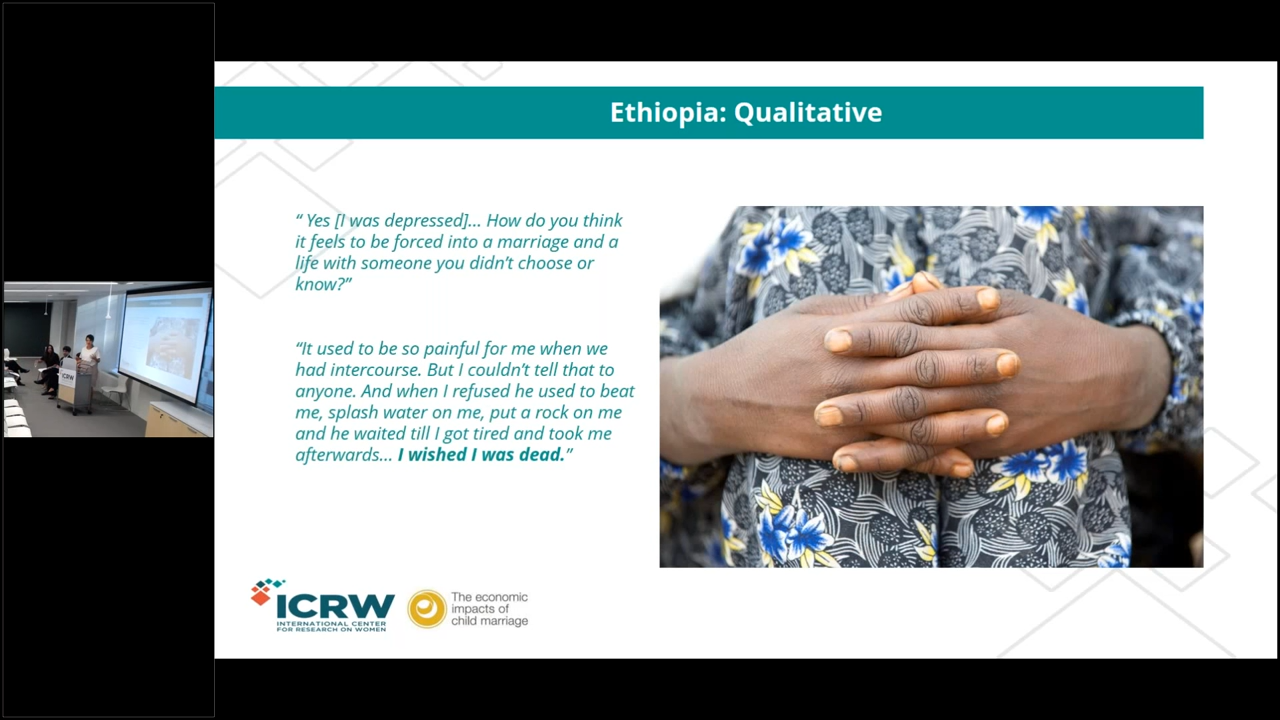 Ethiopia: Qualitative
“ Yes [I was depressed]... How do you think
it feels to be forced into a marriage and a
life with someone you didn’t choose or
know?”
“It used to be so painful for me when we
had intercourse. But I couldn’t tell that to
anyone. And when I refused he used to beat
me, splash water on me, put a rock on me
and he waited till I got tired and took me
afterwards... I wished I was dead.”
ICRW
INTERNATIONAL CENTER
FOR RESEARCH ON WOMEN
The economic
impacts of
child marriage
ICRW